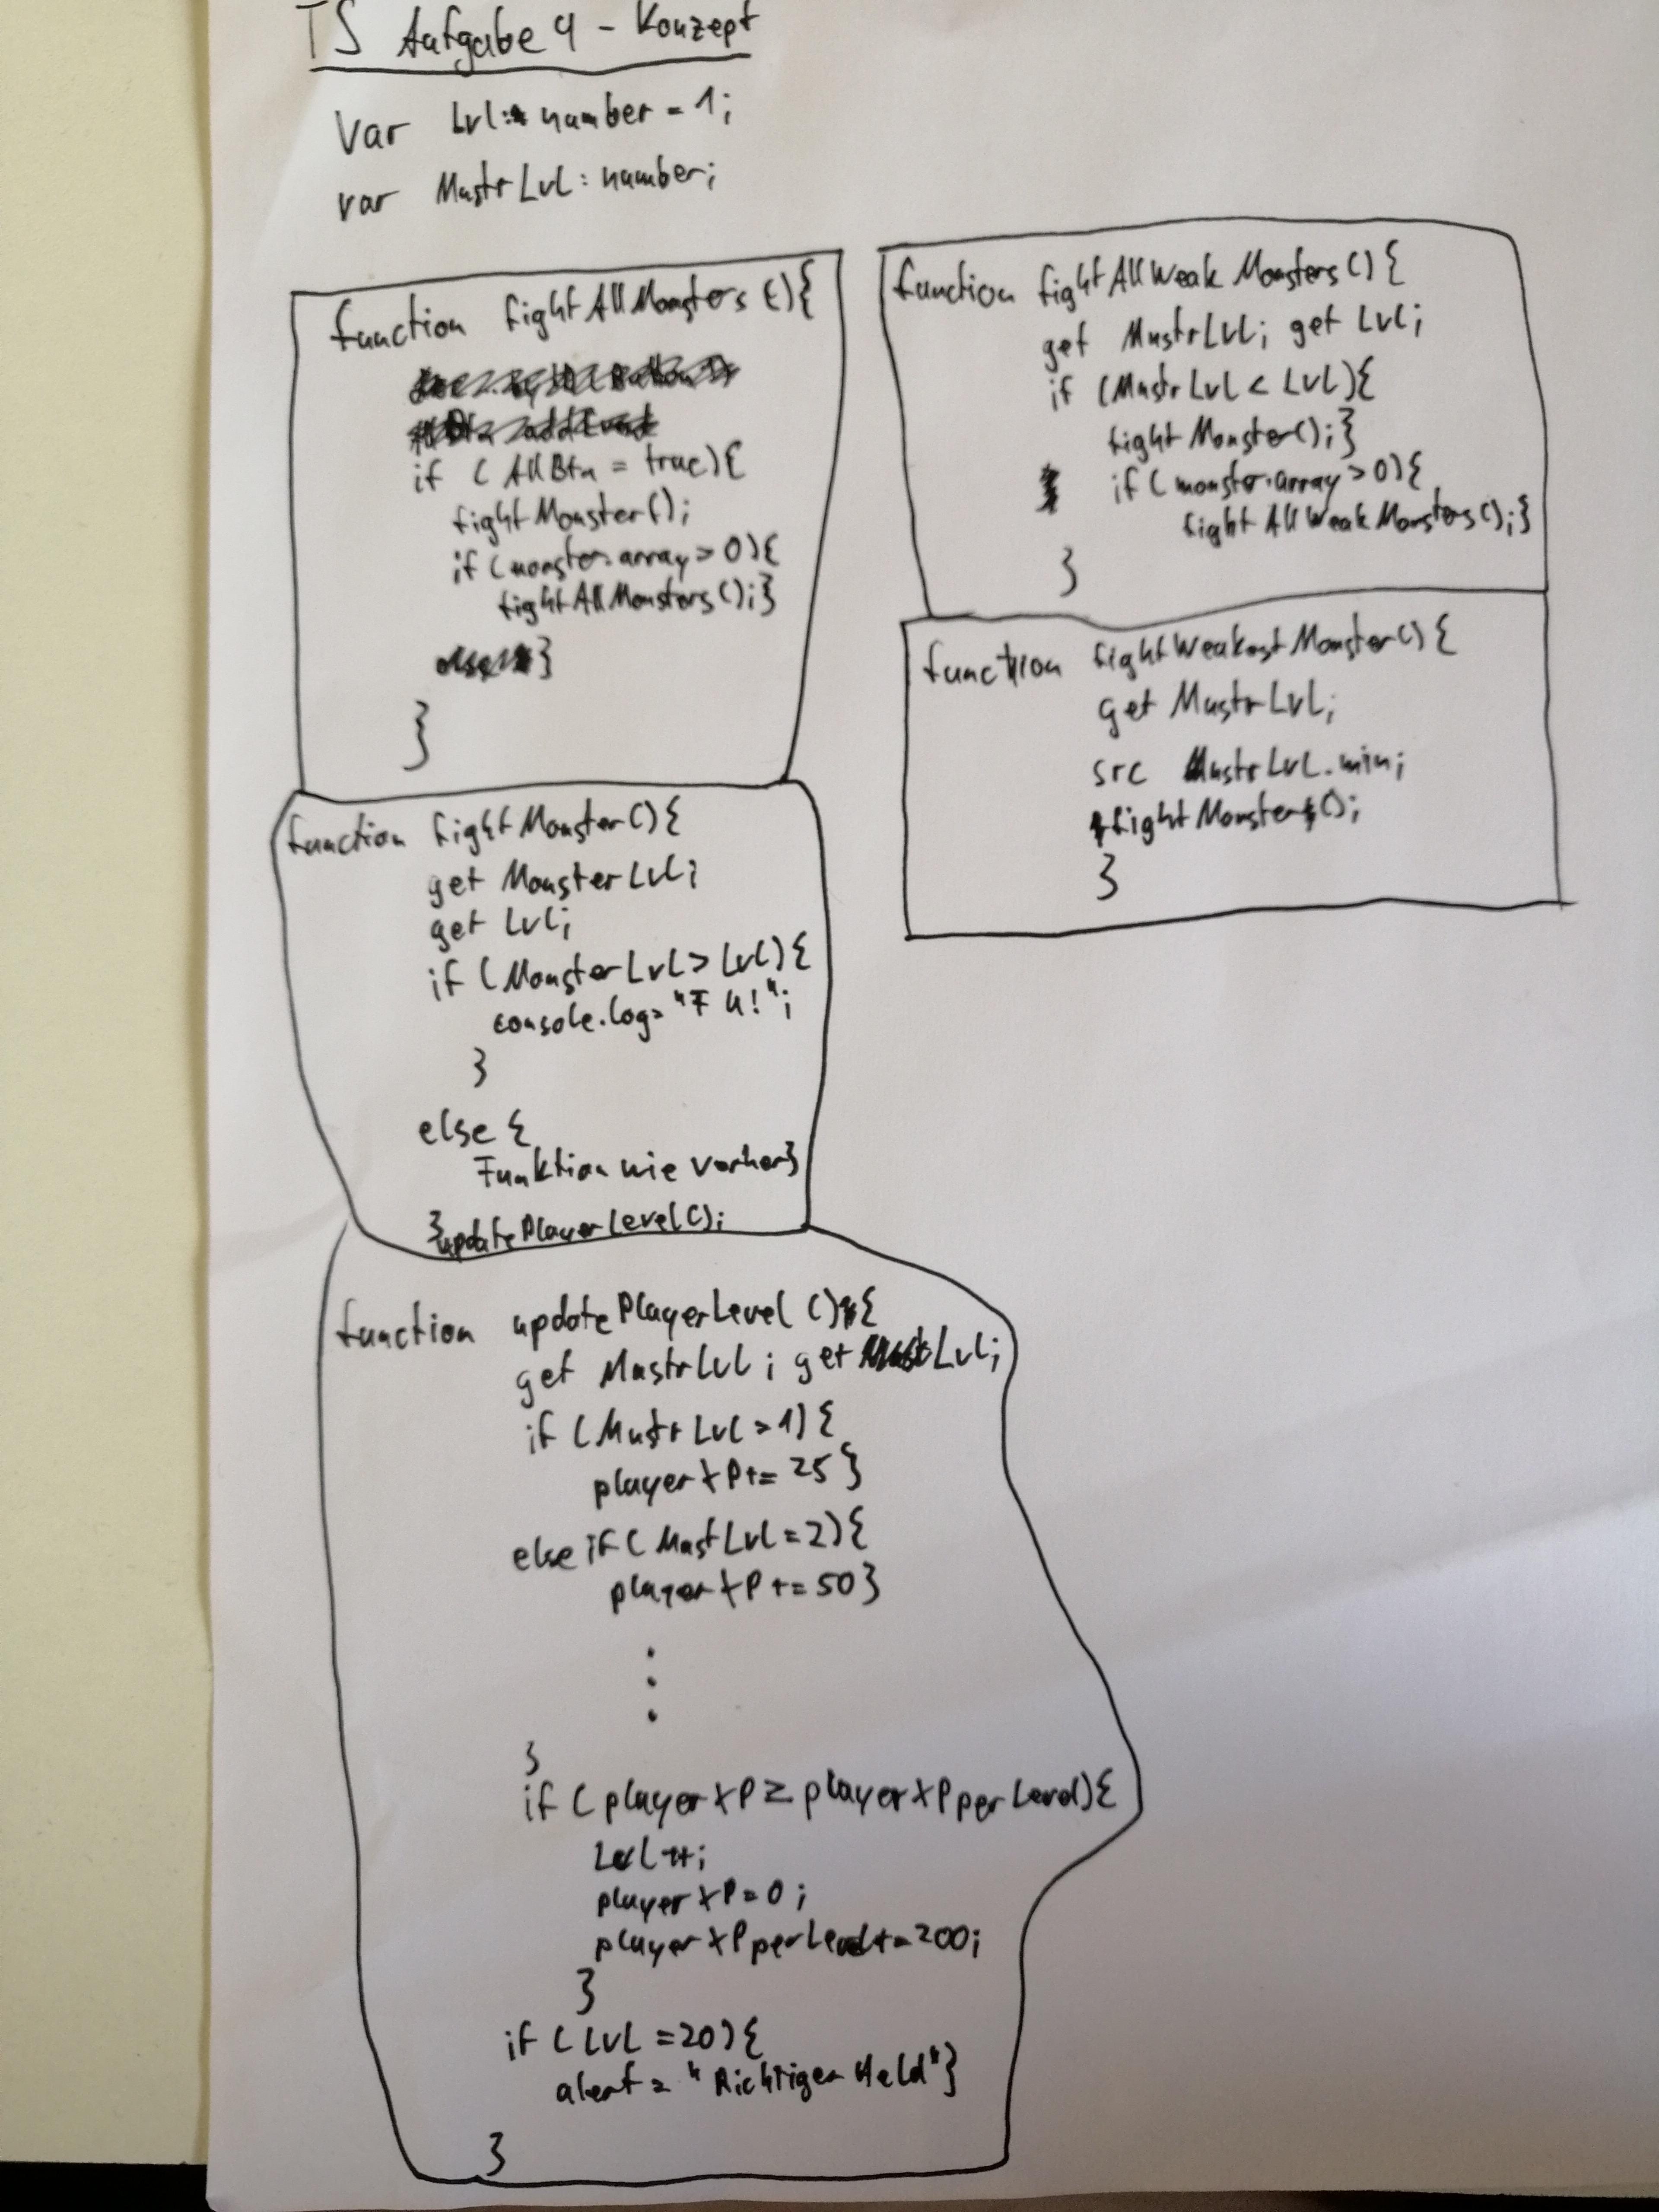 TS Aufgabe 4 - Konzept
var Lvl: number = 1;
var MnstrLvl: number;
function fightAllMonsters(){
if (AllBtn = true){
fightMonster();
if (monster.array > 0){
fightAllMonsters();}
}
}
function fightMonster(){
get MonsterLvl;
get Lvl;
if (MonsterLvl > Lvl){
console.log = "F U!";
}
else {
Funktion wie vorher}
}
updatePlayerLevel();
function updatePlayerLevel(){
get MnstrLvl; get Lvl;
if (MnstrLvl = 1){
playerXP += 25}
else if (MnstLvl = 2){
playerXP += 50}
}
if (playerXP ≥ playerXPperLevel){
Lvl++;
playerXP = 0;
playerXPperLevel += 200;
}
if (Lvl = 20){
alert = "Richtiger Held"}
}
function fightAllWeakMonsters(){
get MnstrLvl; get Lvl;
if (MnstrLvl < Lvl){
fightMonster();}
if (monster.array > 0){
fightAllWeakMonsters();}
}
function fightWeakestMonster(){
get MnstrLvl;
src MnstrLvl.min;
fightMonster();
}